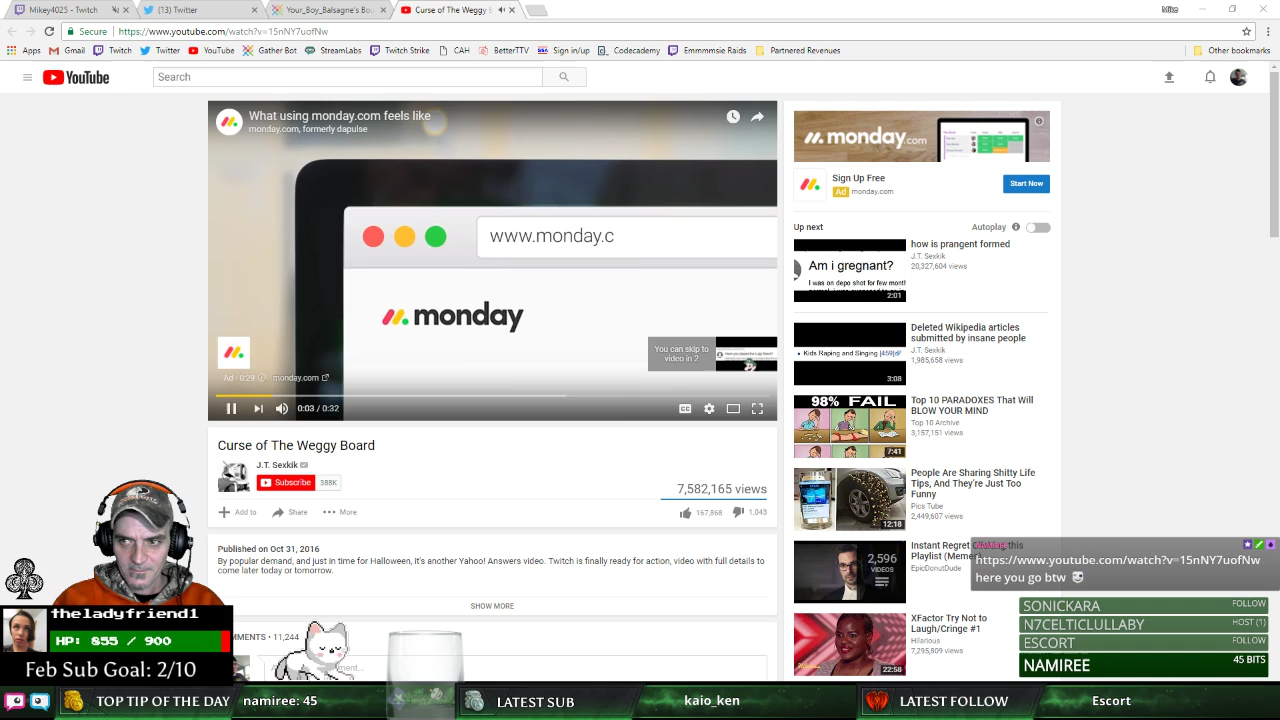 Mikey4025 - Twitch
(13) Twitter
Your_Boy_Balsagne's Bou
Curse of The Weggy B
Mike
Secure
https://www.youtube.com/watch?v=15nNY7uofNw
Apps
Gmail
Twitch
Twitter
YouTube
Gather Bot
StreamLabs
Twitch Strike
CAH
BetterTTV
Sign in/up
Codecademy
Emmmmsie Raids
Partnered Revenues
Other bookmarks
YouTube
Search
What using monday.com feels like
monday.com, formerly dapulse
www.monday.c
monday
You can skip to
video in 2
Ad · 0:29
monday.com
0:03 / 0:32
monday.com
Sign Up Free
Ad monday.com
Start Now
Up next
Autoplay
how is prangent formed
J.T. Sexkik
20,327,604 views
Am i gregnant?
2:01
Deleted Wikipedia articles
submitted by insane people
J.T. Sexkik
1,985,658 views
Kids Raping and Singing [459]
3:08
Top 10 PARADOXES That Will
BLOW YOUR MIND
Top 10 Archive
3,157,151 views
98% FAIL
7:41
People Are Sharing Shitty Life
Tips, And They're Just Too
Funny
Pics Tube
2,449,607 views
12:18
Instant Regret
Playlist
EpicDonutDude
2,596
VIDEOS
XFactor Try Not to
Laugh/Cringe #1
Hilarious
7,295,809 views
22:58
Curse of The Weggy Board
J.T. Sexkik
Subscribe 388K
7,582,165 views
Add to
Share
More
167,868
1,043
Published on Oct 31, 2016
By popular demand, and just in time for Halloween, it's another Yahoo! Answers video. Twitch is finally ready for action, video with full details to
come later today or tomorrow.
SHOW MORE
MMENTS • 11,244
https://www.youtube.com/watch?v=15nNY7uofNw
here you go btw
SONICKARA FOLLOW
N7CELTICLULLABY HOST (1)
ESCORT FOLLOW
NAMIREE 45 BITS
theladyfriend1
HP: 855 / 900
Feb Sub Goal: 2/10
TOP TIP OF THE DAY
namiree: 45
LATEST SUB
kaio_ken
LATEST FOLLOW
Escort